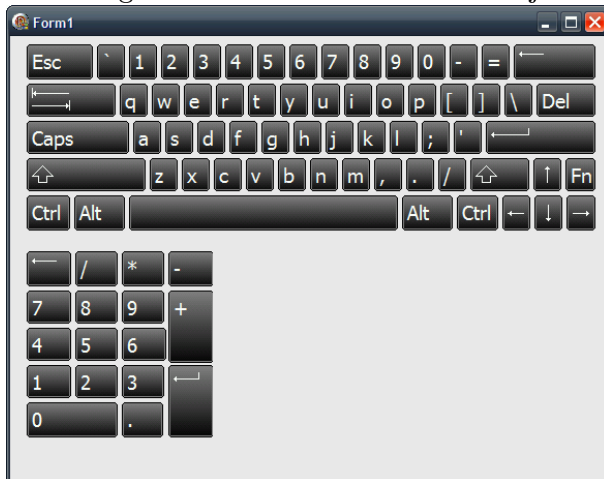 Form1
Esc ` 1 2 3 4 5 6 7 8 9 0 - =
q w e r t y u i o p [ ] \ Del
Caps a s d f g h j k l ; '
z x c v b n m , . / Fn
Ctrl Alt Alt Ctrl
/ * -
7 8 9 +
4 5 6
1 2 3
0 .